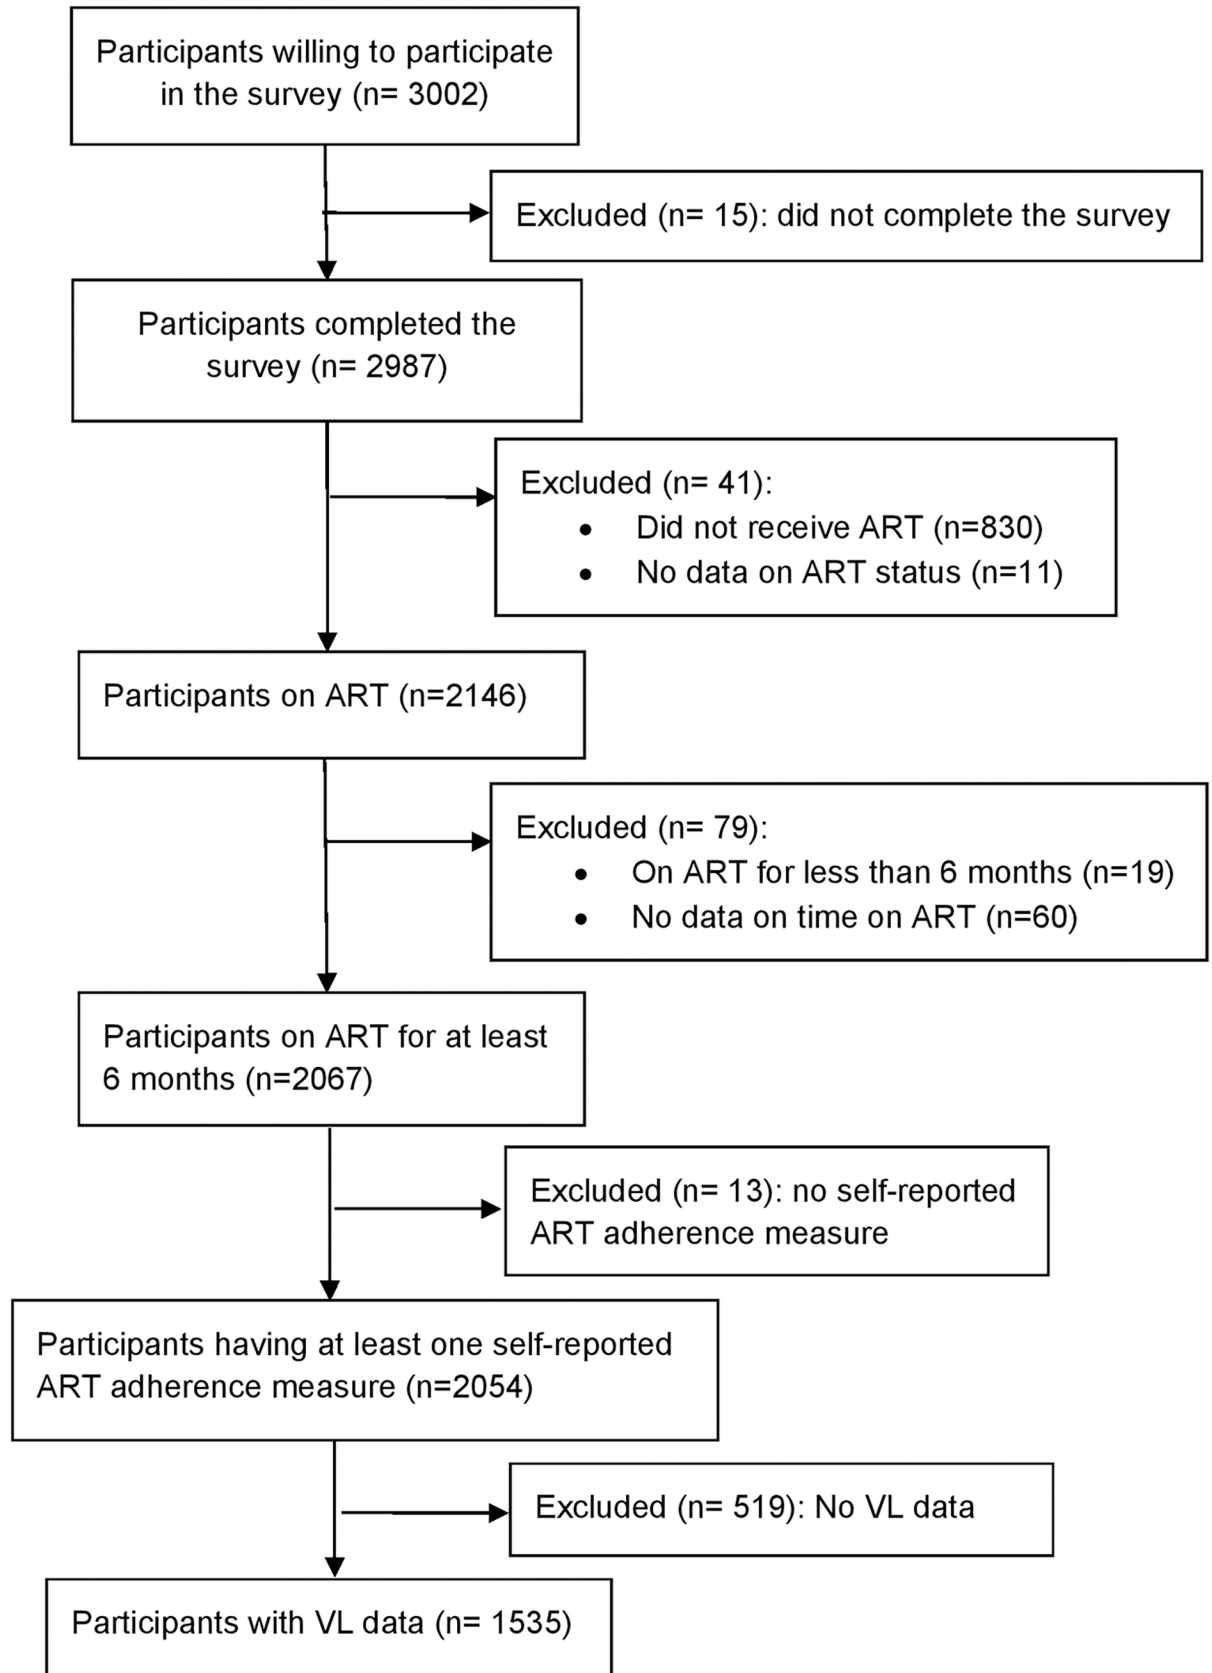 Participants willing to participate
in the survey (n= 3002)
Excluded (n= 15): did not complete the survey
Participants completed the
survey (n= 2987)
Excluded (n= 41):
• Did not receive ART (n=830)
• No data on ART status (n=11)
Participants on ART (n=2146)
Excluded (n= 79):
• On ART for less than 6 months (n=19)
• No data on time on ART (n=60)
Participants on ART for at least
6 months (n=2067)
Excluded (n= 13): no self-reported
ART adherence measure
Participants having at least one self-reported
ART adherence measure (n=2054)
Excluded (n= 519): No VL data
Participants with VL data (n= 1535)